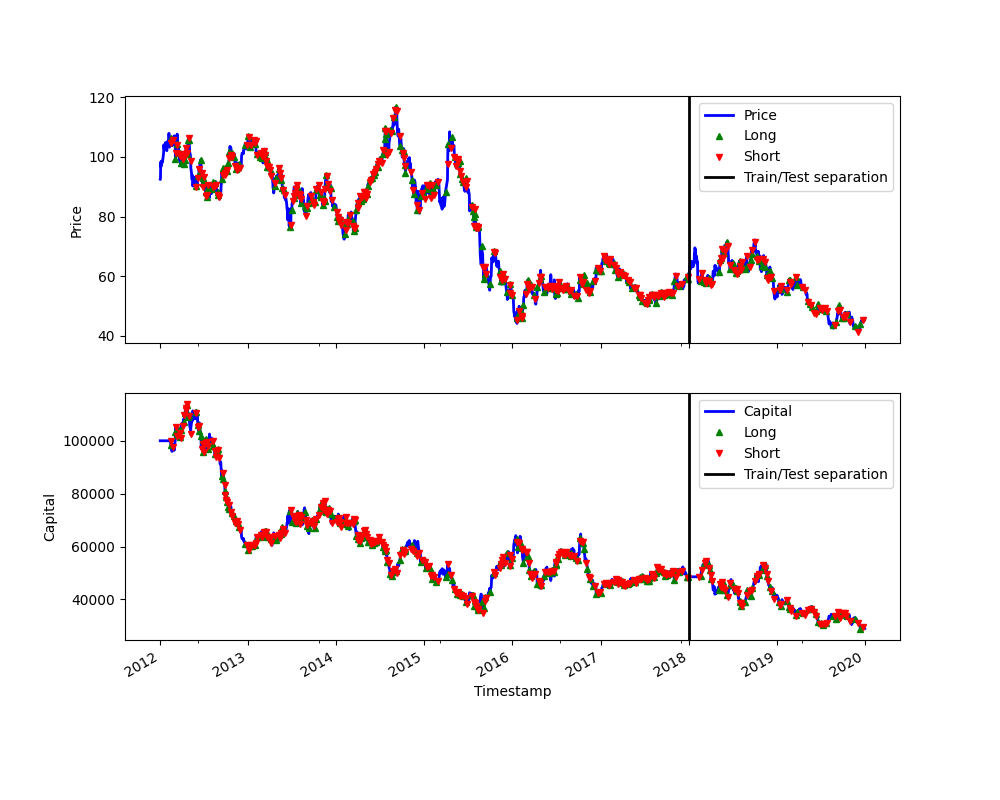 120
100
80
60
40
Price
Price
Long
Short
Train/Test separation
100000
80000
60000
40000
Capital
Capital
Long
Short
Train/Test separation
2012 2013 2014 2015 2016 2017 2018 2019 2020
Timestamp